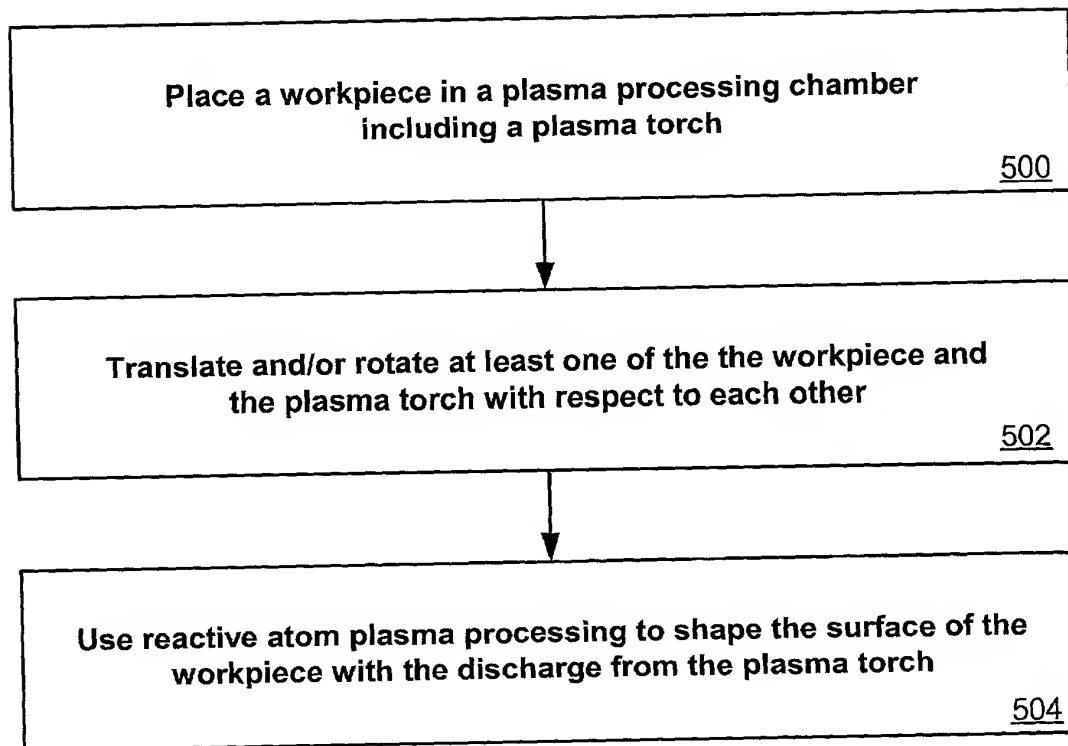 Place a workpiece in a plasma processing chamber
including a plasma torch
500
Translate and/or rotate at least one of the the workpiece and
the plasma torch with respect to each other
502
Use reactive atom plasma processing to shape the surface of the
workpiece with the discharge from the plasma torch
504